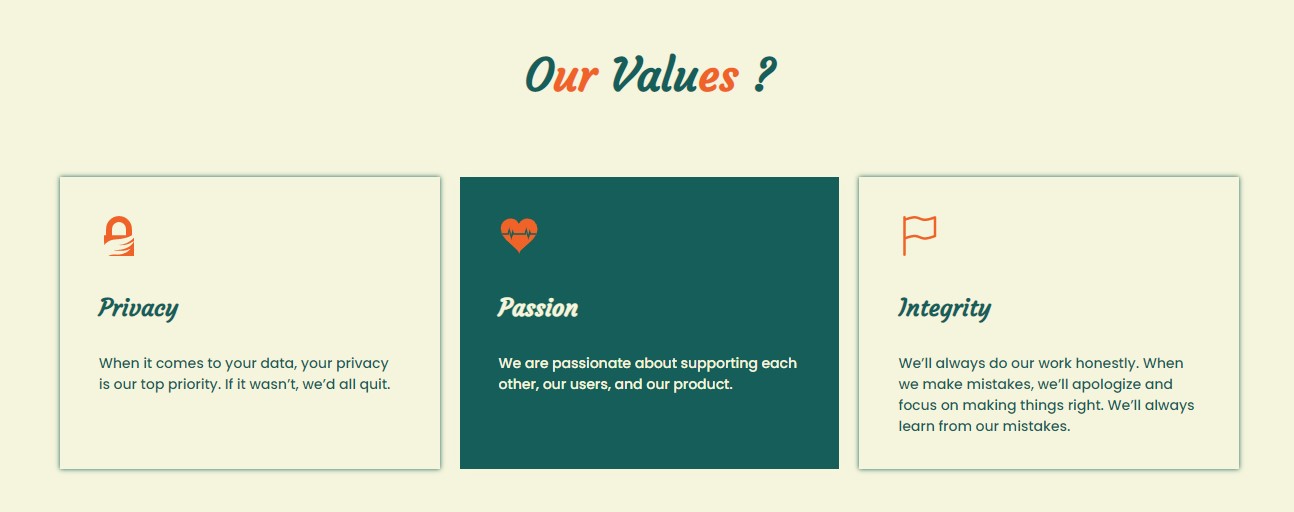 Our Values ?
Privacy
When it comes to your data, your privacy
is our top priority. If it wasn’t, we’d all quit.
Passion
We are passionate about supporting each
other, our users, and our product.
Integrity
We’ll always do our work honestly. When
we make mistakes, we’ll apologize and
focus on making things right. We’ll always
learn from our mistakes.